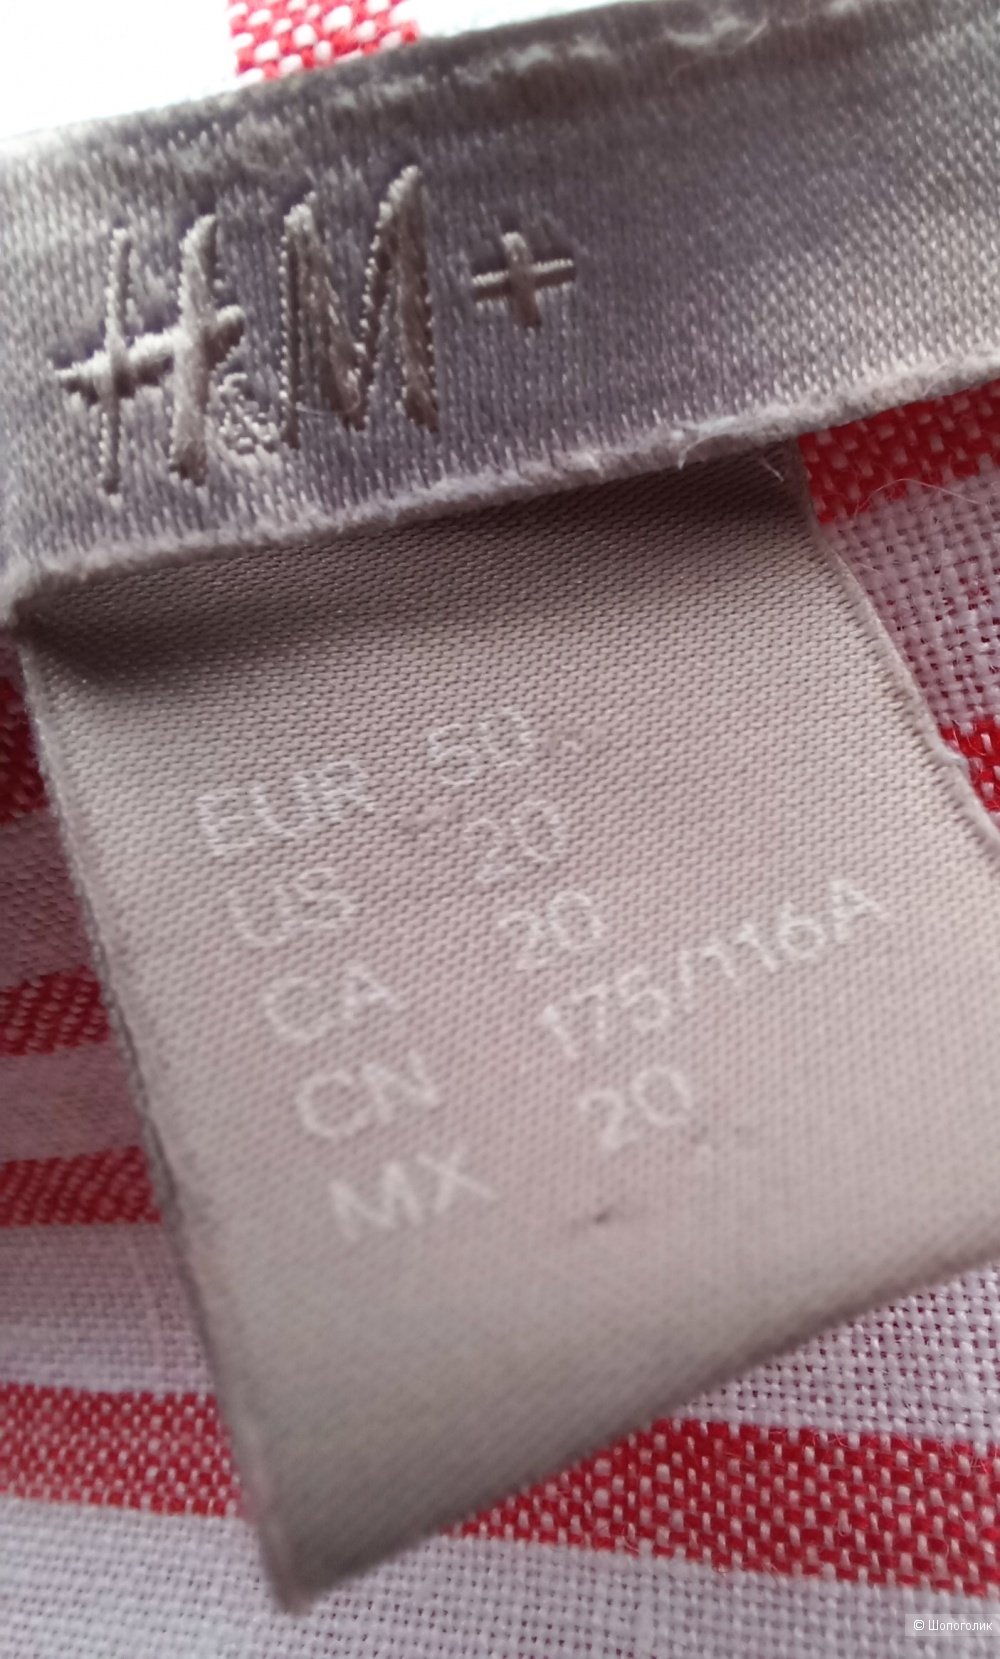 H&M+
EUR 50
US 20
CA 20
CN 175/116A
MX 20
© Шопоголик